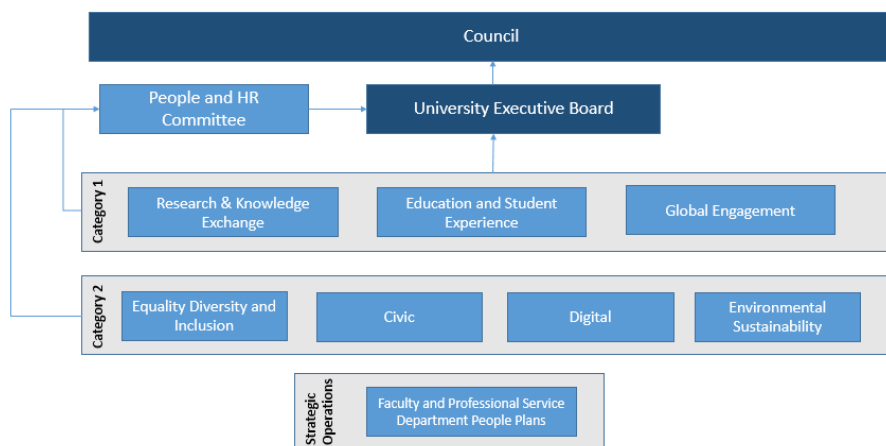 Council
People and HR
Committee
University Executive Board
Category 1
Research & Knowledge
Exchange
Education and Student
Experience
Global Engagement
Category 2
Equality Diversity and
Inclusion
Civic
Digital
Environmental
Sustainability
Strategic
Operations
Faculty and Professional Service
Department People Plans